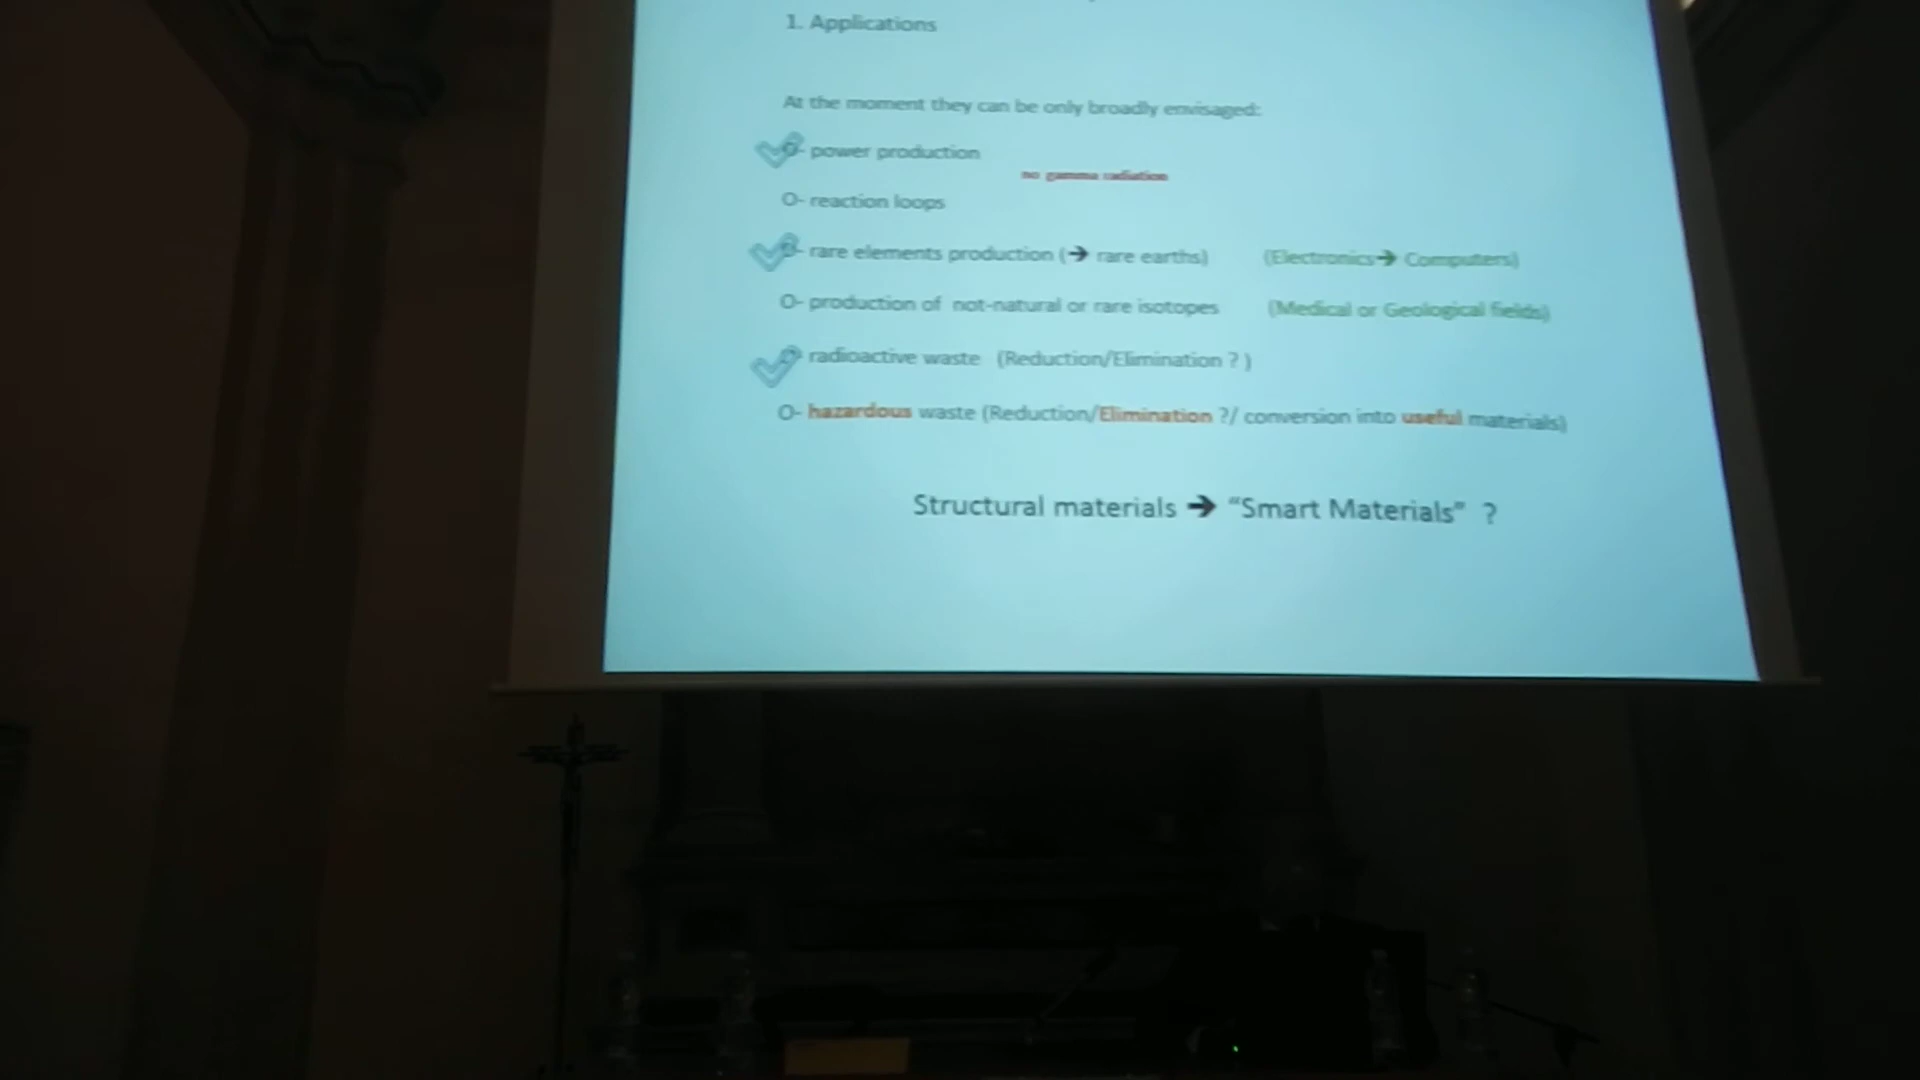 1. Applications
At the moment they can be only broadly envisaged:
O- power production
no gamma radiation
O- reaction loops
O- rare elements production (➔ rare earths) (Electronics➔ Computers)
O- production of not-natural or rare isotopes (Medical or Geological fields)
O- radioactive waste (Reduction/Elimination ? )
O- hazardous waste (Reduction/Elimination ?/ conversion into useful materials)
Structural materials ➔ “Smart Materials” ?